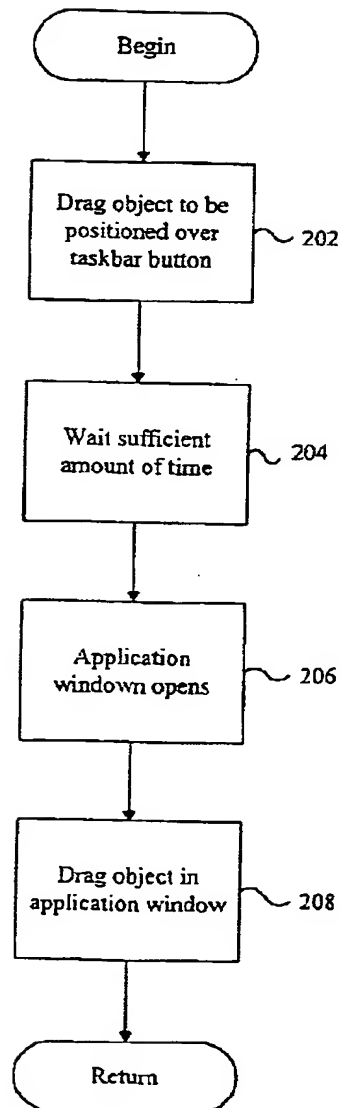 Begin
Drag object to be
positioned over
taskbar button
202
Wait sufficient
amount of time
204
Application
windown opens
206
Drag object in
application window
208
Return